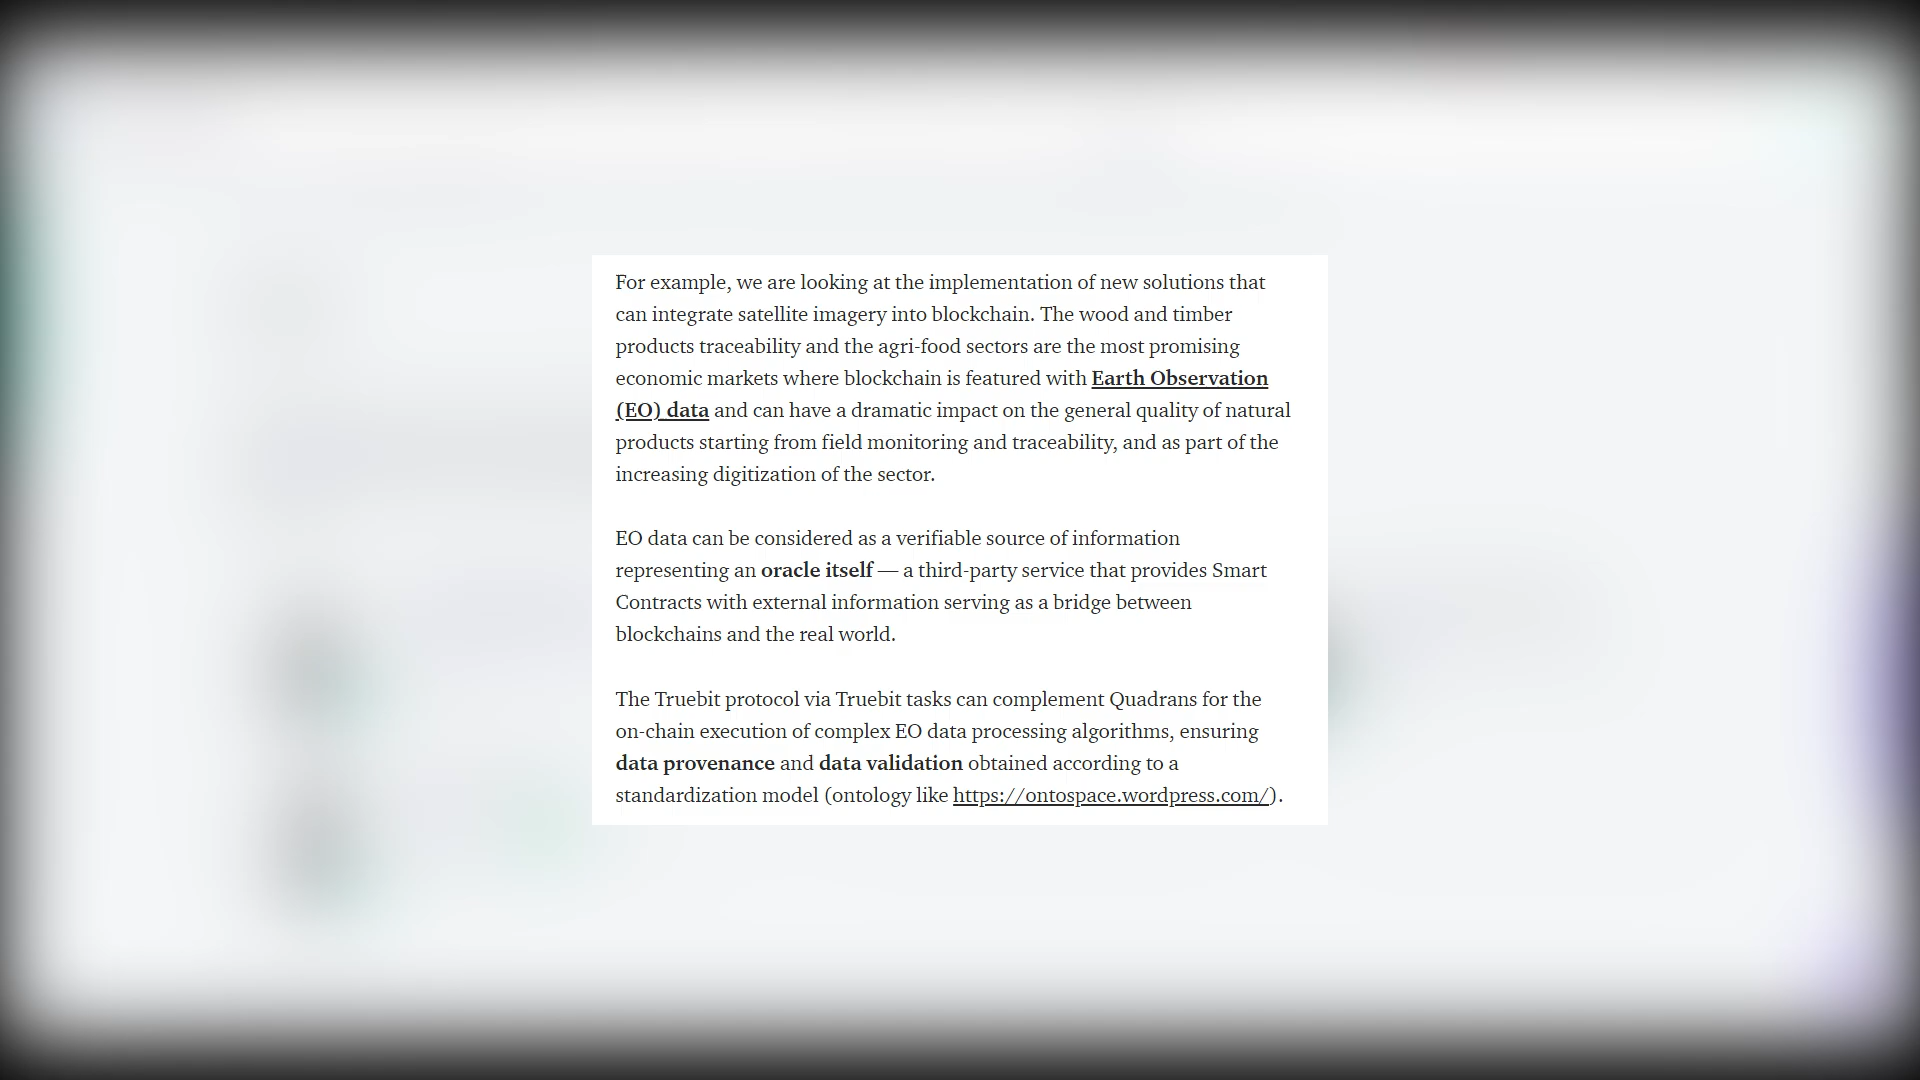 For example, we are looking at the implementation of new solutions that
can integrate satellite imagery into blockchain. The wood and timber
products traceability and the agri-food sectors are the most promising
economic markets where blockchain is featured with Earth Observation
(EO) data and can have a dramatic impact on the general quality of natural
products starting from field monitoring and traceability, and as part of the
increasing digitization of the sector.
EO data can be considered as a verifiable source of information
representing an oracle itself — a third-party service that provides Smart
Contracts with external information serving as a bridge between
blockchains and the real world.
The Truebit protocol via Truebit tasks can complement Quadrans for the
on-chain execution of complex EO data processing algorithms, ensuring
data provenance and data validation obtained according to a
standardization model (ontology like https://ontospace.wordpress.com/).